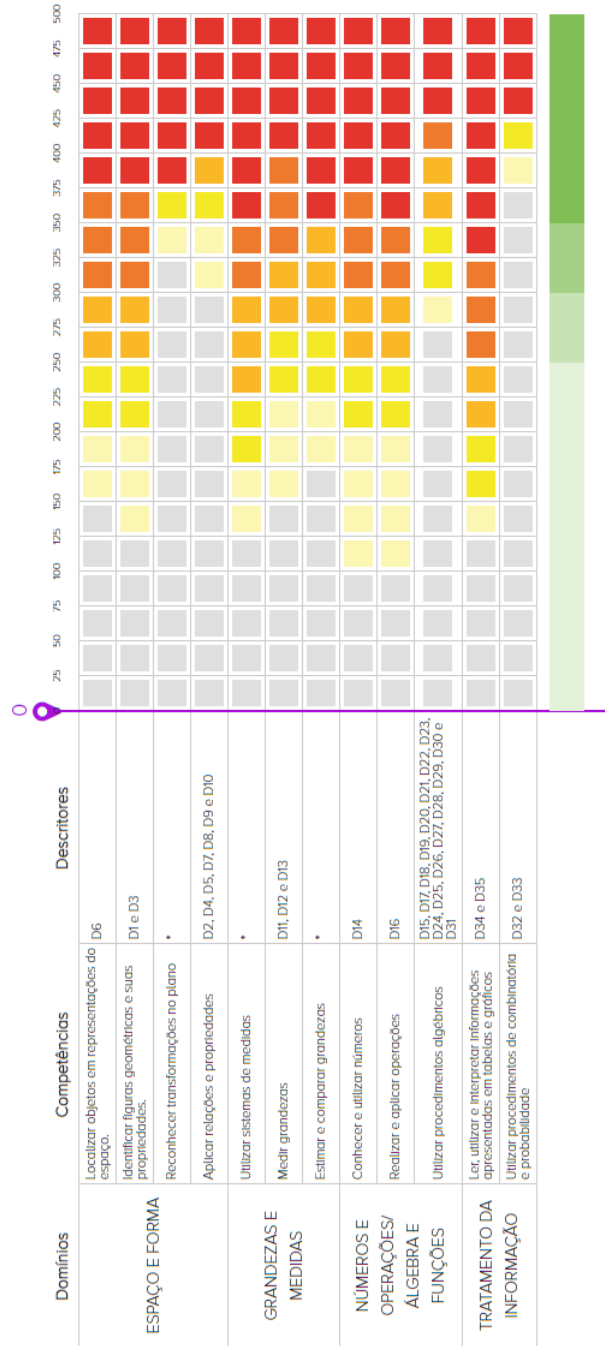 Domínios
Competências
Descritores
0
0
25
50
75
100
125
150
175
200
225
250
275
300
325
350
375
400
425
450
475
500
ESPAÇO E FORMA
Localizar objetos em representações do
espaço.
D6
Identificar figuras geométricas e suas
propriedades.
D1 e D3
Reconhecer transformações no plano
*
Aplicar relações e propriedades
D2, D4, D5, D7, D8, D9 e D10
GRANDEZAS E
MEDIDAS
Utilizar sistemas de medidas
*
Medir grandezas
D11, D12 e D13
Estimar e comparar grandezas
*
NÚMEROS E
OPERAÇÕES/
ÁLGEBRA E
FUNÇÕES
Conhecer e utilizar números
D14
Realizar e aplicar operações
D16
Utilizar procedimentos algébricos
D15, D17, D18, D19, D20, D21, D22, D23,
D24, D25, D26, D27, D28, D29, D30 e
D31
TRATAMENTO DA
INFORMAÇÃO
Ler, utilizar e interpretar informações
apresentadas em tabelas e gráficos
D34 e D35
Utilizar procedimentos de combinatória
e probabilidade
D32 e D33